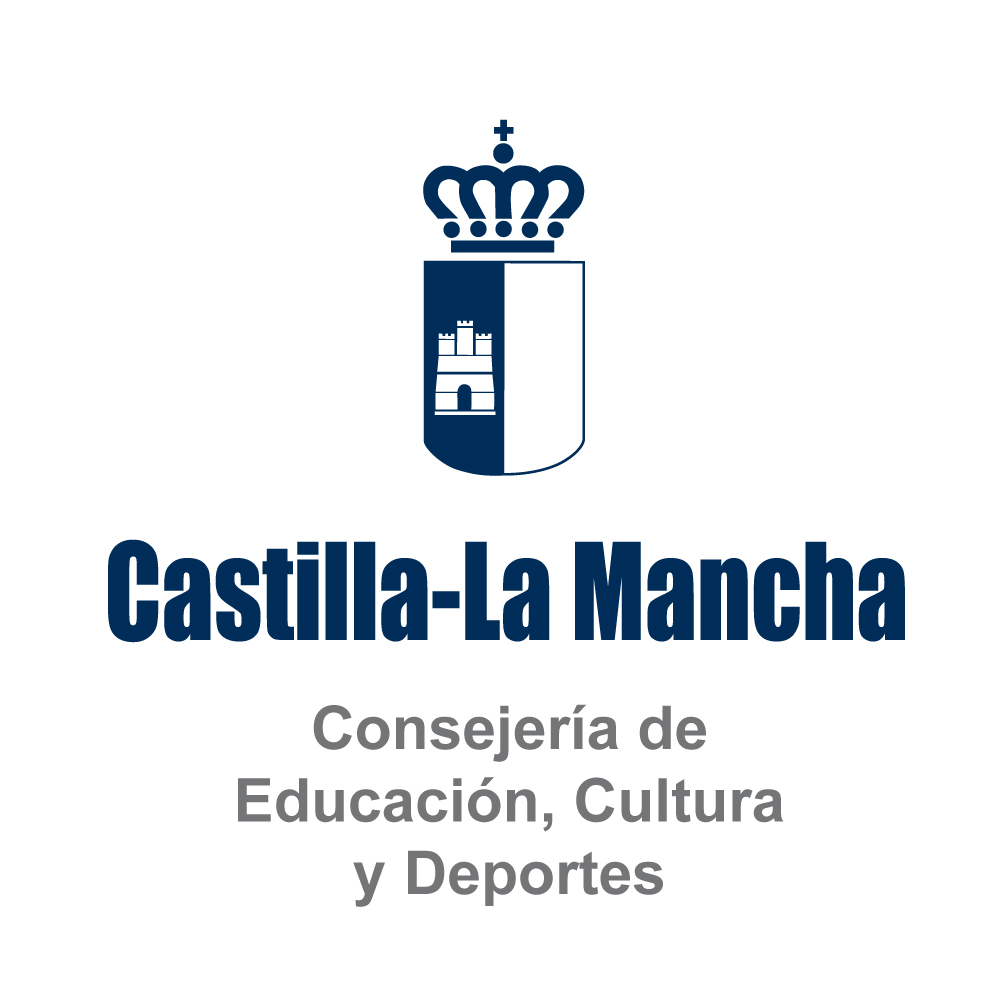 Castilla-La Mancha
Consejería de
Educación, Cultura
y Deportes